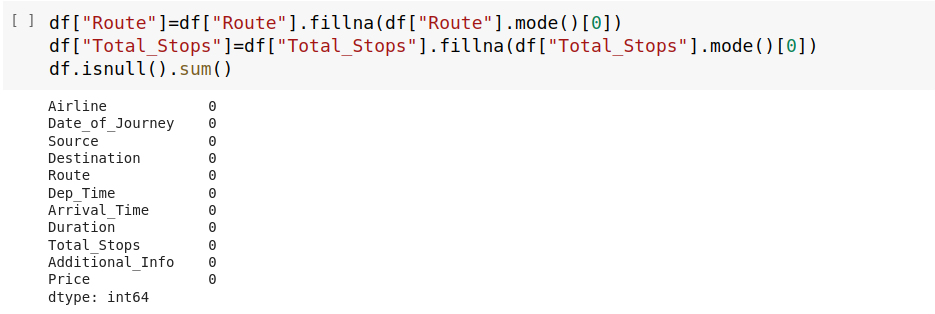 [ ] df["Route"]=df["Route"].fillna(df["Route"].mode()[0])
df["Total_Stops"]=df["Total_Stops"].fillna(df["Total_Stops"].mode()[0])
df.isnull().sum()
Airline 0
Date_of_Journey 0
Source 0
Destination 0
Route 0
Dep_Time 0
Arrival_Time 0
Duration 0
Total_Stops 0
Additional_Info 0
Price 0
dtype: int64